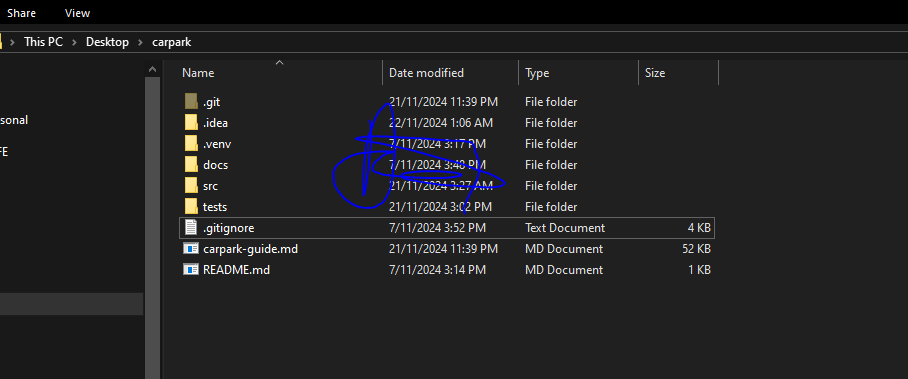 Share View
This PC > Desktop > carpark
Name Date modified Type Size
.git 21/11/2024 11:39 PM File folder
.idea 22/11/2024 1:06 AM File folder
sonal .venv 7/11/2024 3:17 PM File folder
FE docs 7/11/2024 3:40 PM File folder
src 21/11/2024 3:27 AM File folder
tests 21/11/2024 3:02 PM File folder
.gitignore 7/11/2024 3:52 PM Text Document 4 KB
carpark-guide.md 21/11/2024 11:39 PM MD Document 52 KB
README.md 7/11/2024 3:14 PM MD Document 1 KB